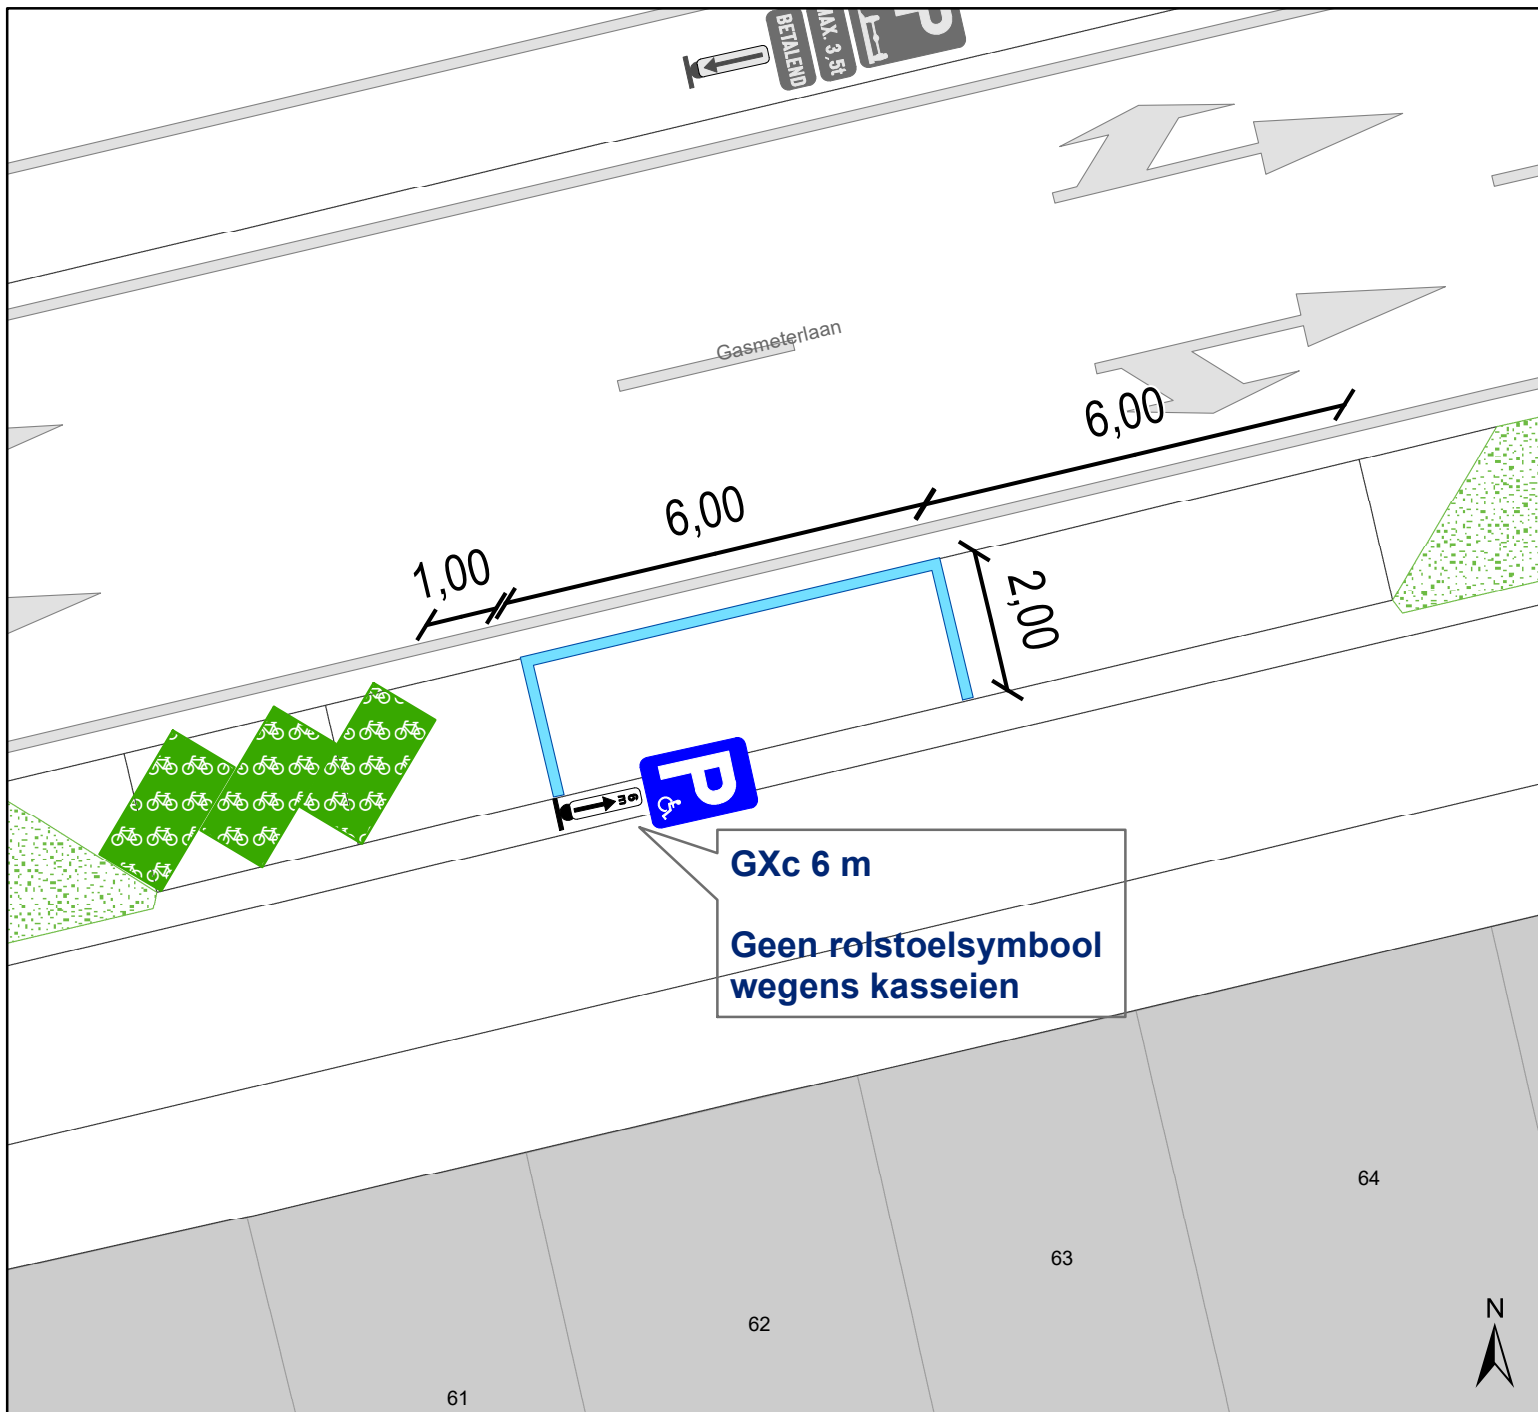 P
MAX. 3,5t
BETALEND
Gasmeterlaan
6,00
6,00
1,00
2,00
P
6 m
GXc 6 m
Geen rolstoelsymbool
wegens kasseien
64
63
62
61
N